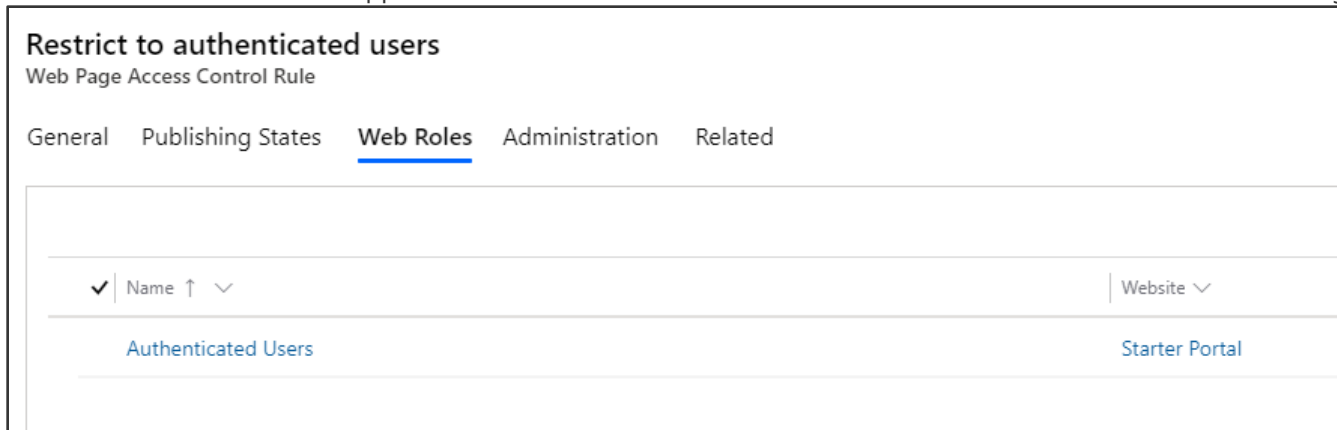 Restrict to authenticated users
Web Page Access Control Rule
General Publishing States Web Roles Administration Related
Name ↑ Website
Authenticated Users Starter Portal